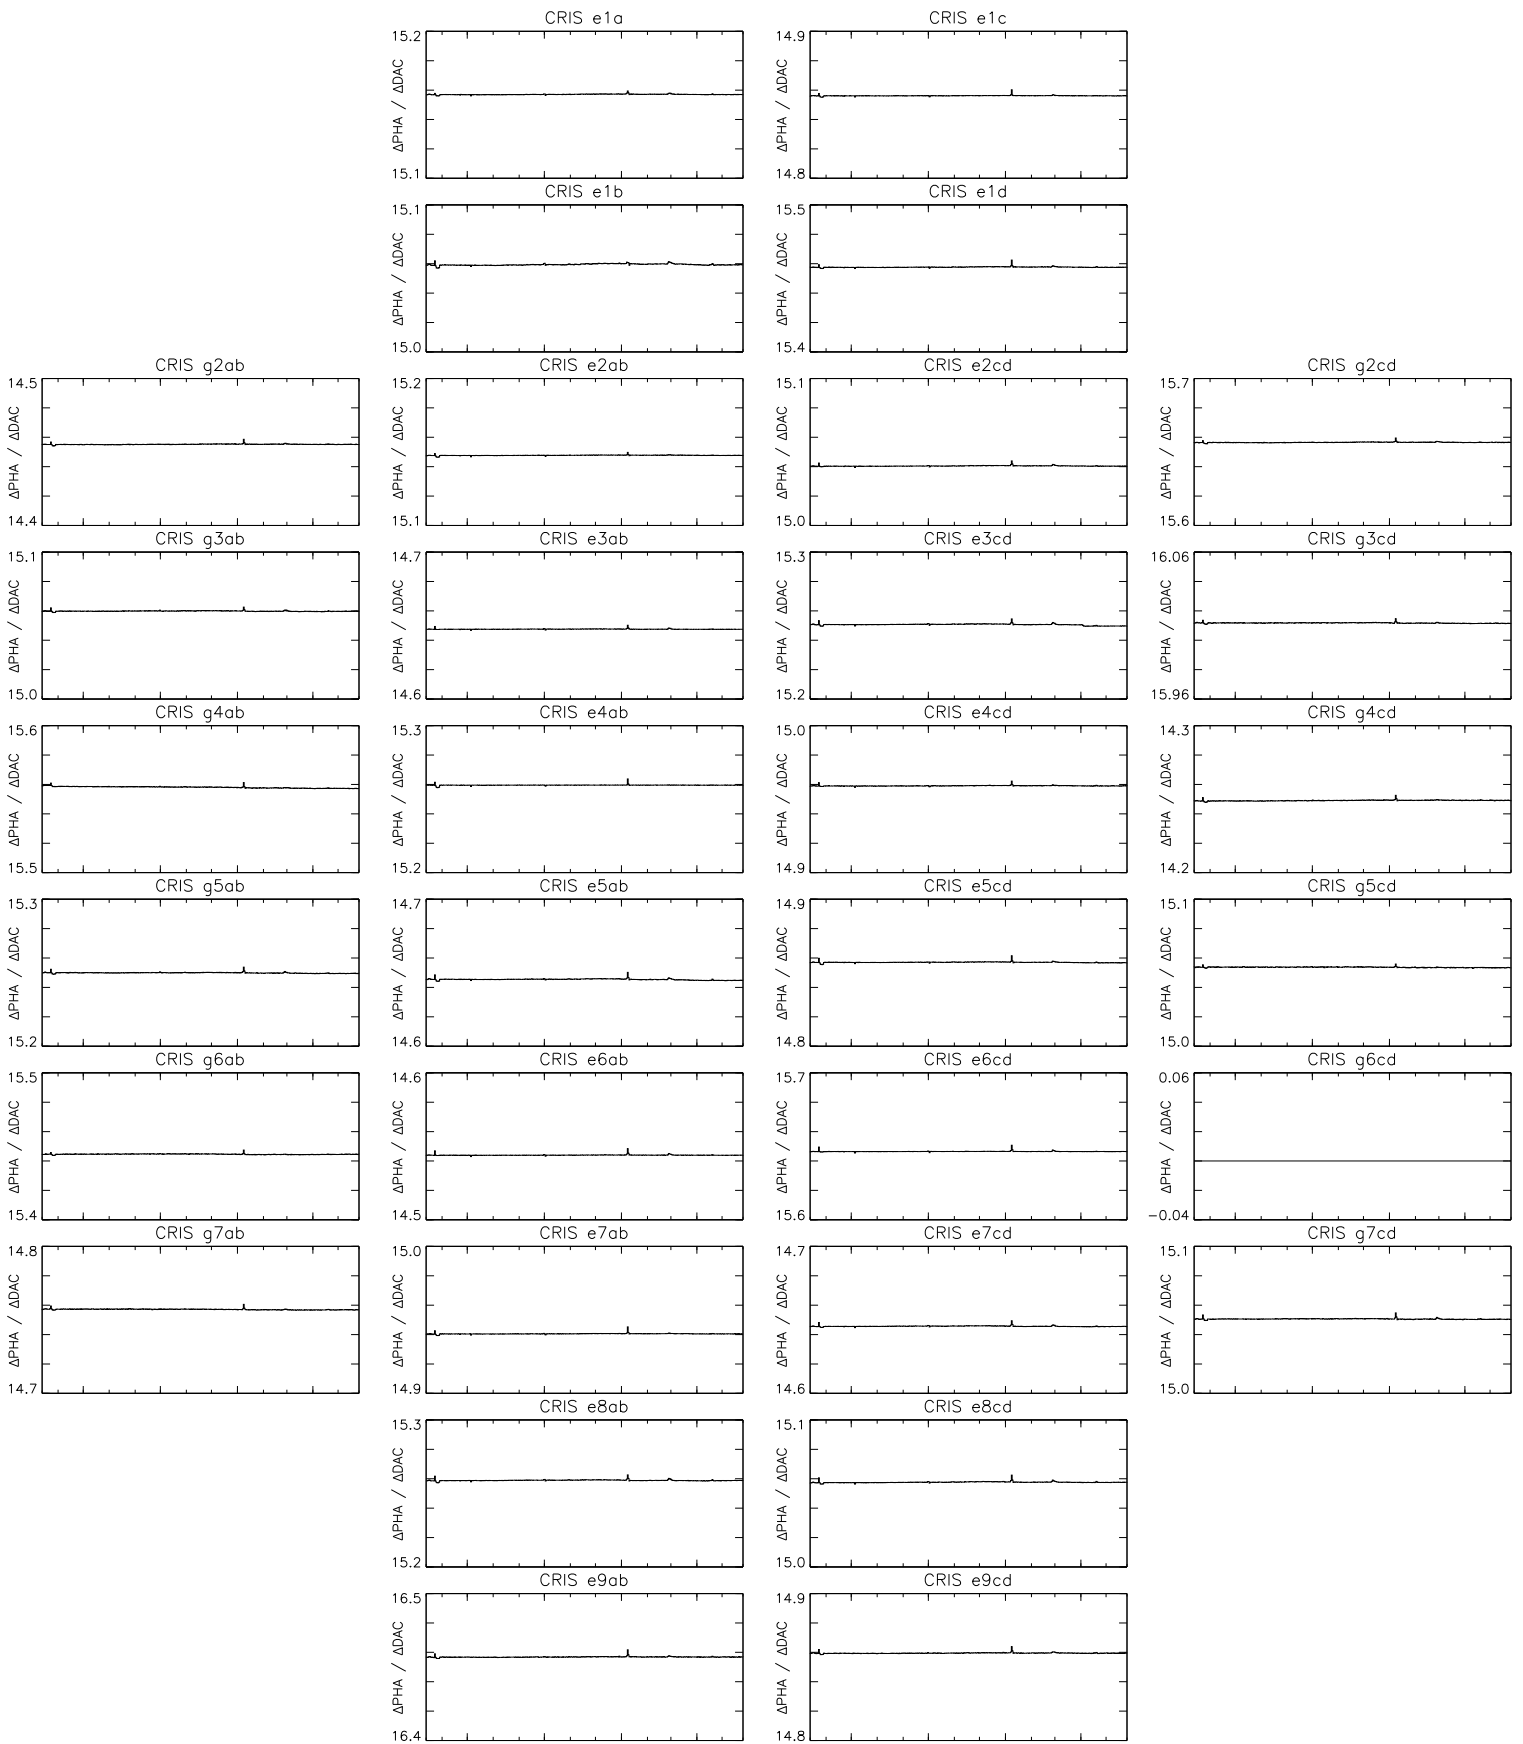 CRIS e1a
CRIS e1c
15.2
ΔPHA / ΔDAC
15.1
14.9
ΔPHA / ΔDAC
14.8
CRIS e1b
CRIS e1d
15.1
ΔPHA / ΔDAC
15.0
15.5
ΔPHA / ΔDAC
15.4
CRIS g2ab
CRIS e2ab
CRIS e2cd
CRIS g2cd
14.5
ΔPHA / ΔDAC
14.4
15.2
ΔPHA / ΔDAC
15.1
15.1
ΔPHA / ΔDAC
15.0
15.7
ΔPHA / ΔDAC
15.6
CRIS g3ab
CRIS e3ab
CRIS e3cd
CRIS g3cd
15.1
ΔPHA / ΔDAC
15.0
14.7
ΔPHA / ΔDAC
14.6
15.3
ΔPHA / ΔDAC
15.2
16.06
ΔPHA / ΔDAC
15.96
CRIS g4ab
CRIS e4ab
CRIS e4cd
CRIS g4cd
15.6
ΔPHA / ΔDAC
15.5
15.3
ΔPHA / ΔDAC
15.2
15.0
ΔPHA / ΔDAC
14.9
14.3
ΔPHA / ΔDAC
14.2
CRIS g5ab
CRIS e5ab
CRIS e5cd
CRIS g5cd
15.3
ΔPHA / ΔDAC
15.2
14.7
ΔPHA / ΔDAC
14.6
14.9
ΔPHA / ΔDAC
14.8
15.1
ΔPHA / ΔDAC
15.0
CRIS g6ab
CRIS e6ab
CRIS e6cd
CRIS g6cd
15.5
ΔPHA / ΔDAC
15.4
14.6
ΔPHA / ΔDAC
14.5
15.7
ΔPHA / ΔDAC
15.6
0.06
ΔPHA / ΔDAC
−0.04
CRIS g7ab
CRIS e7ab
CRIS e7cd
CRIS g7cd
14.8
ΔPHA / ΔDAC
14.7
15.0
ΔPHA / ΔDAC
14.9
14.7
ΔPHA / ΔDAC
14.6
15.1
ΔPHA / ΔDAC
15.0
CRIS e8ab
CRIS e8cd
15.3
ΔPHA / ΔDAC
15.2
15.1
ΔPHA / ΔDAC
15.0
CRIS e9ab
CRIS e9cd
16.5
ΔPHA / ΔDAC
16.4
14.9
ΔPHA / ΔDAC
14.8